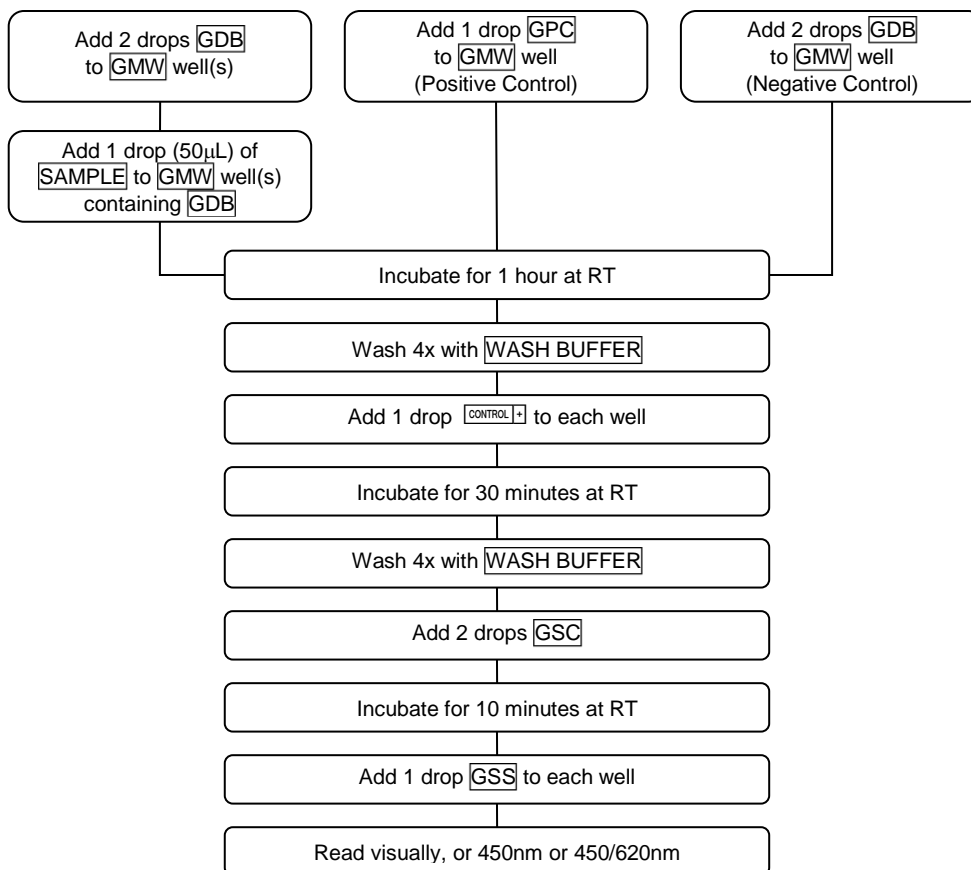 Add 2 drops GDB
to GMW well(s)
Add 1 drop GPC
to GMW well
(Positive Control)
Add 2 drops GDB
to GMW well
(Negative Control)
Add 1 drop (50µL) of
SAMPLE to GMW well(s)
containing GDB
Incubate for 1 hour at RT
Wash 4x with WASH BUFFER
Add 1 drop CONTROL + to each well
Incubate for 30 minutes at RT
Wash 4x with WASH BUFFER
Add 2 drops GSC
Incubate for 10 minutes at RT
Add 1 drop GSS to each well
Read visually, or 450nm or 450/620nm